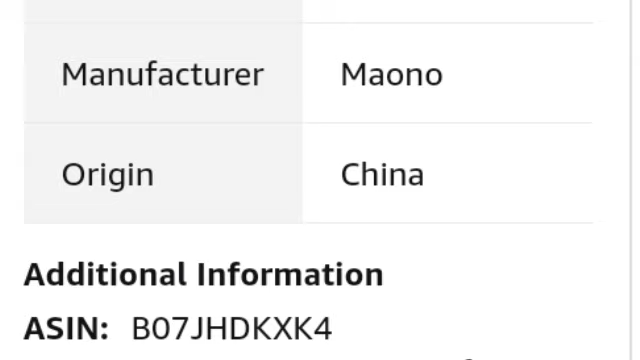 Manufacturer Maono
Origin China
Additional Information
ASIN: B07JHDKXK4